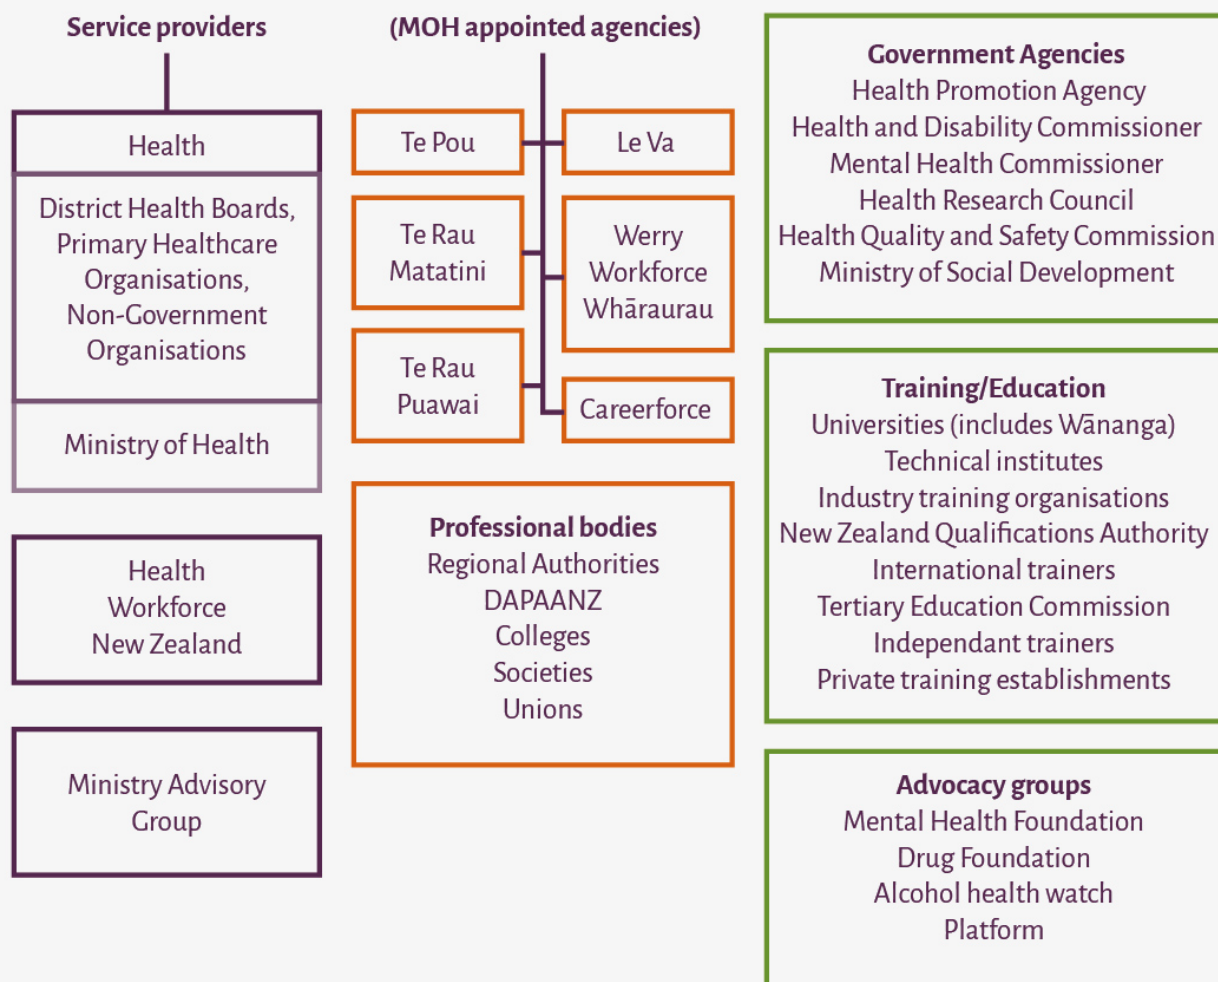 Service providers
Health
District Health Boards,
Primary Healthcare
Organisations,
Non-Government
Organisations
Ministry of Health
Health
Workforce
New Zealand
Ministry Advisory
Group
(MOH appointed agencies)
Te Pou
Le Va
Te Rau
Matatini
Werry
Workforce
Whāraurau
Te Rau
Puawai
Careerforce
Professional bodies
Regional Authorities
DAPAANZ
Colleges
Societies
Unions
Government Agencies
Health Promotion Agency
Health and Disability Commissioner
Mental Health Commissioner
Health Research Council
Health Quality and Safety Commission
Ministry of Social Development
Training/Education
Universities (includes Wānanga)
Technical institutes
Industry training organisations
New Zealand Qualifications Authority
International trainers
Tertiary Education Commission
Independant trainers
Private training establishments
Advocacy groups
Mental Health Foundation
Drug Foundation
Alcohol health watch
Platform